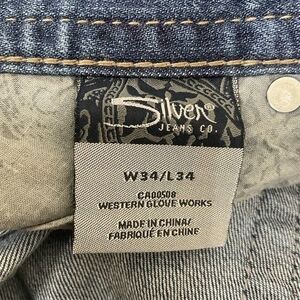 Silver®
JEANS CO.
W34/L34
CA00508
WESTERN GLOVE WORKS
MADE IN CHINA/
FABRIQUÉ EN CHINE